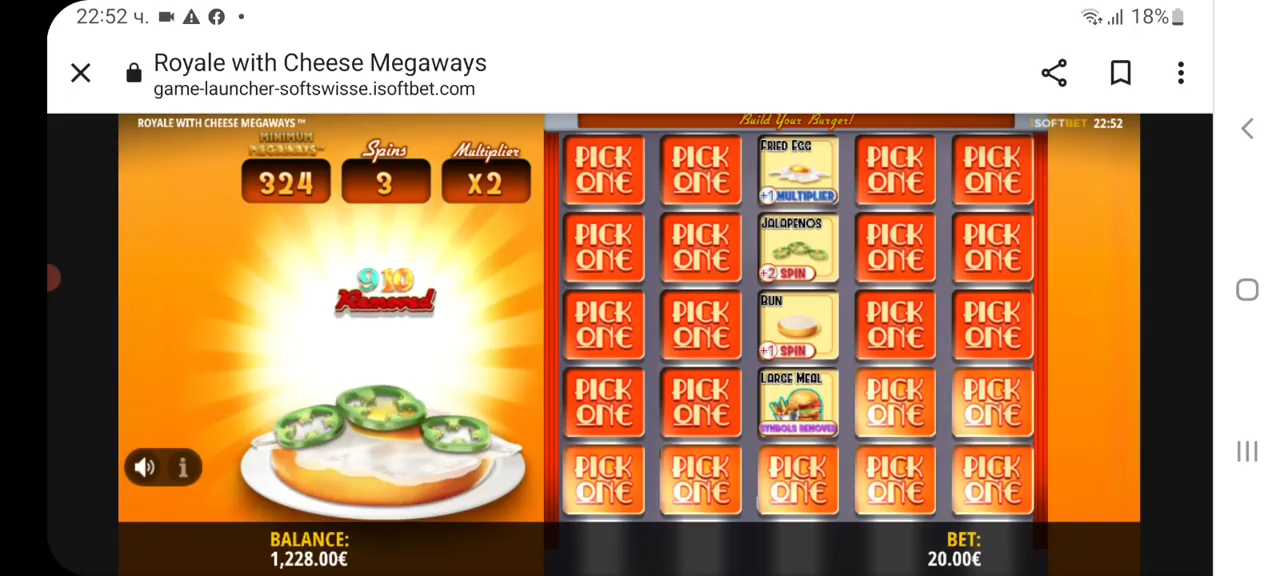 22:52 ч.
18%
Royale with Cheese Megaways
game-launcher-softswisse.isoftbet.com
ROYALE WITH CHEESE MEGAWAYS ™
Build Your Burger!
iSOFTBET 22:52
MINIMUM
MEGAWAYS™
324
Spins
3
Multiplier
X2
9 10
Removed
PICK ONE
PICK ONE
FRIED EGG
+1 MULTIPLIER
PICK ONE
PICK ONE
PICK ONE
PICK ONE
JALAPENOS
+2 SPIN
PICK ONE
PICK ONE
PICK ONE
PICK ONE
BUN
+1 SPIN
PICK ONE
PICK ONE
PICK ONE
PICK ONE
LARGE MEAL
SYMBOLS REMOVED
PICK ONE
PICK ONE
PICK ONE
PICK ONE
PICK ONE
PICK ONE
PICK ONE
BALANCE:
1,228.00€
BET:
20.00€